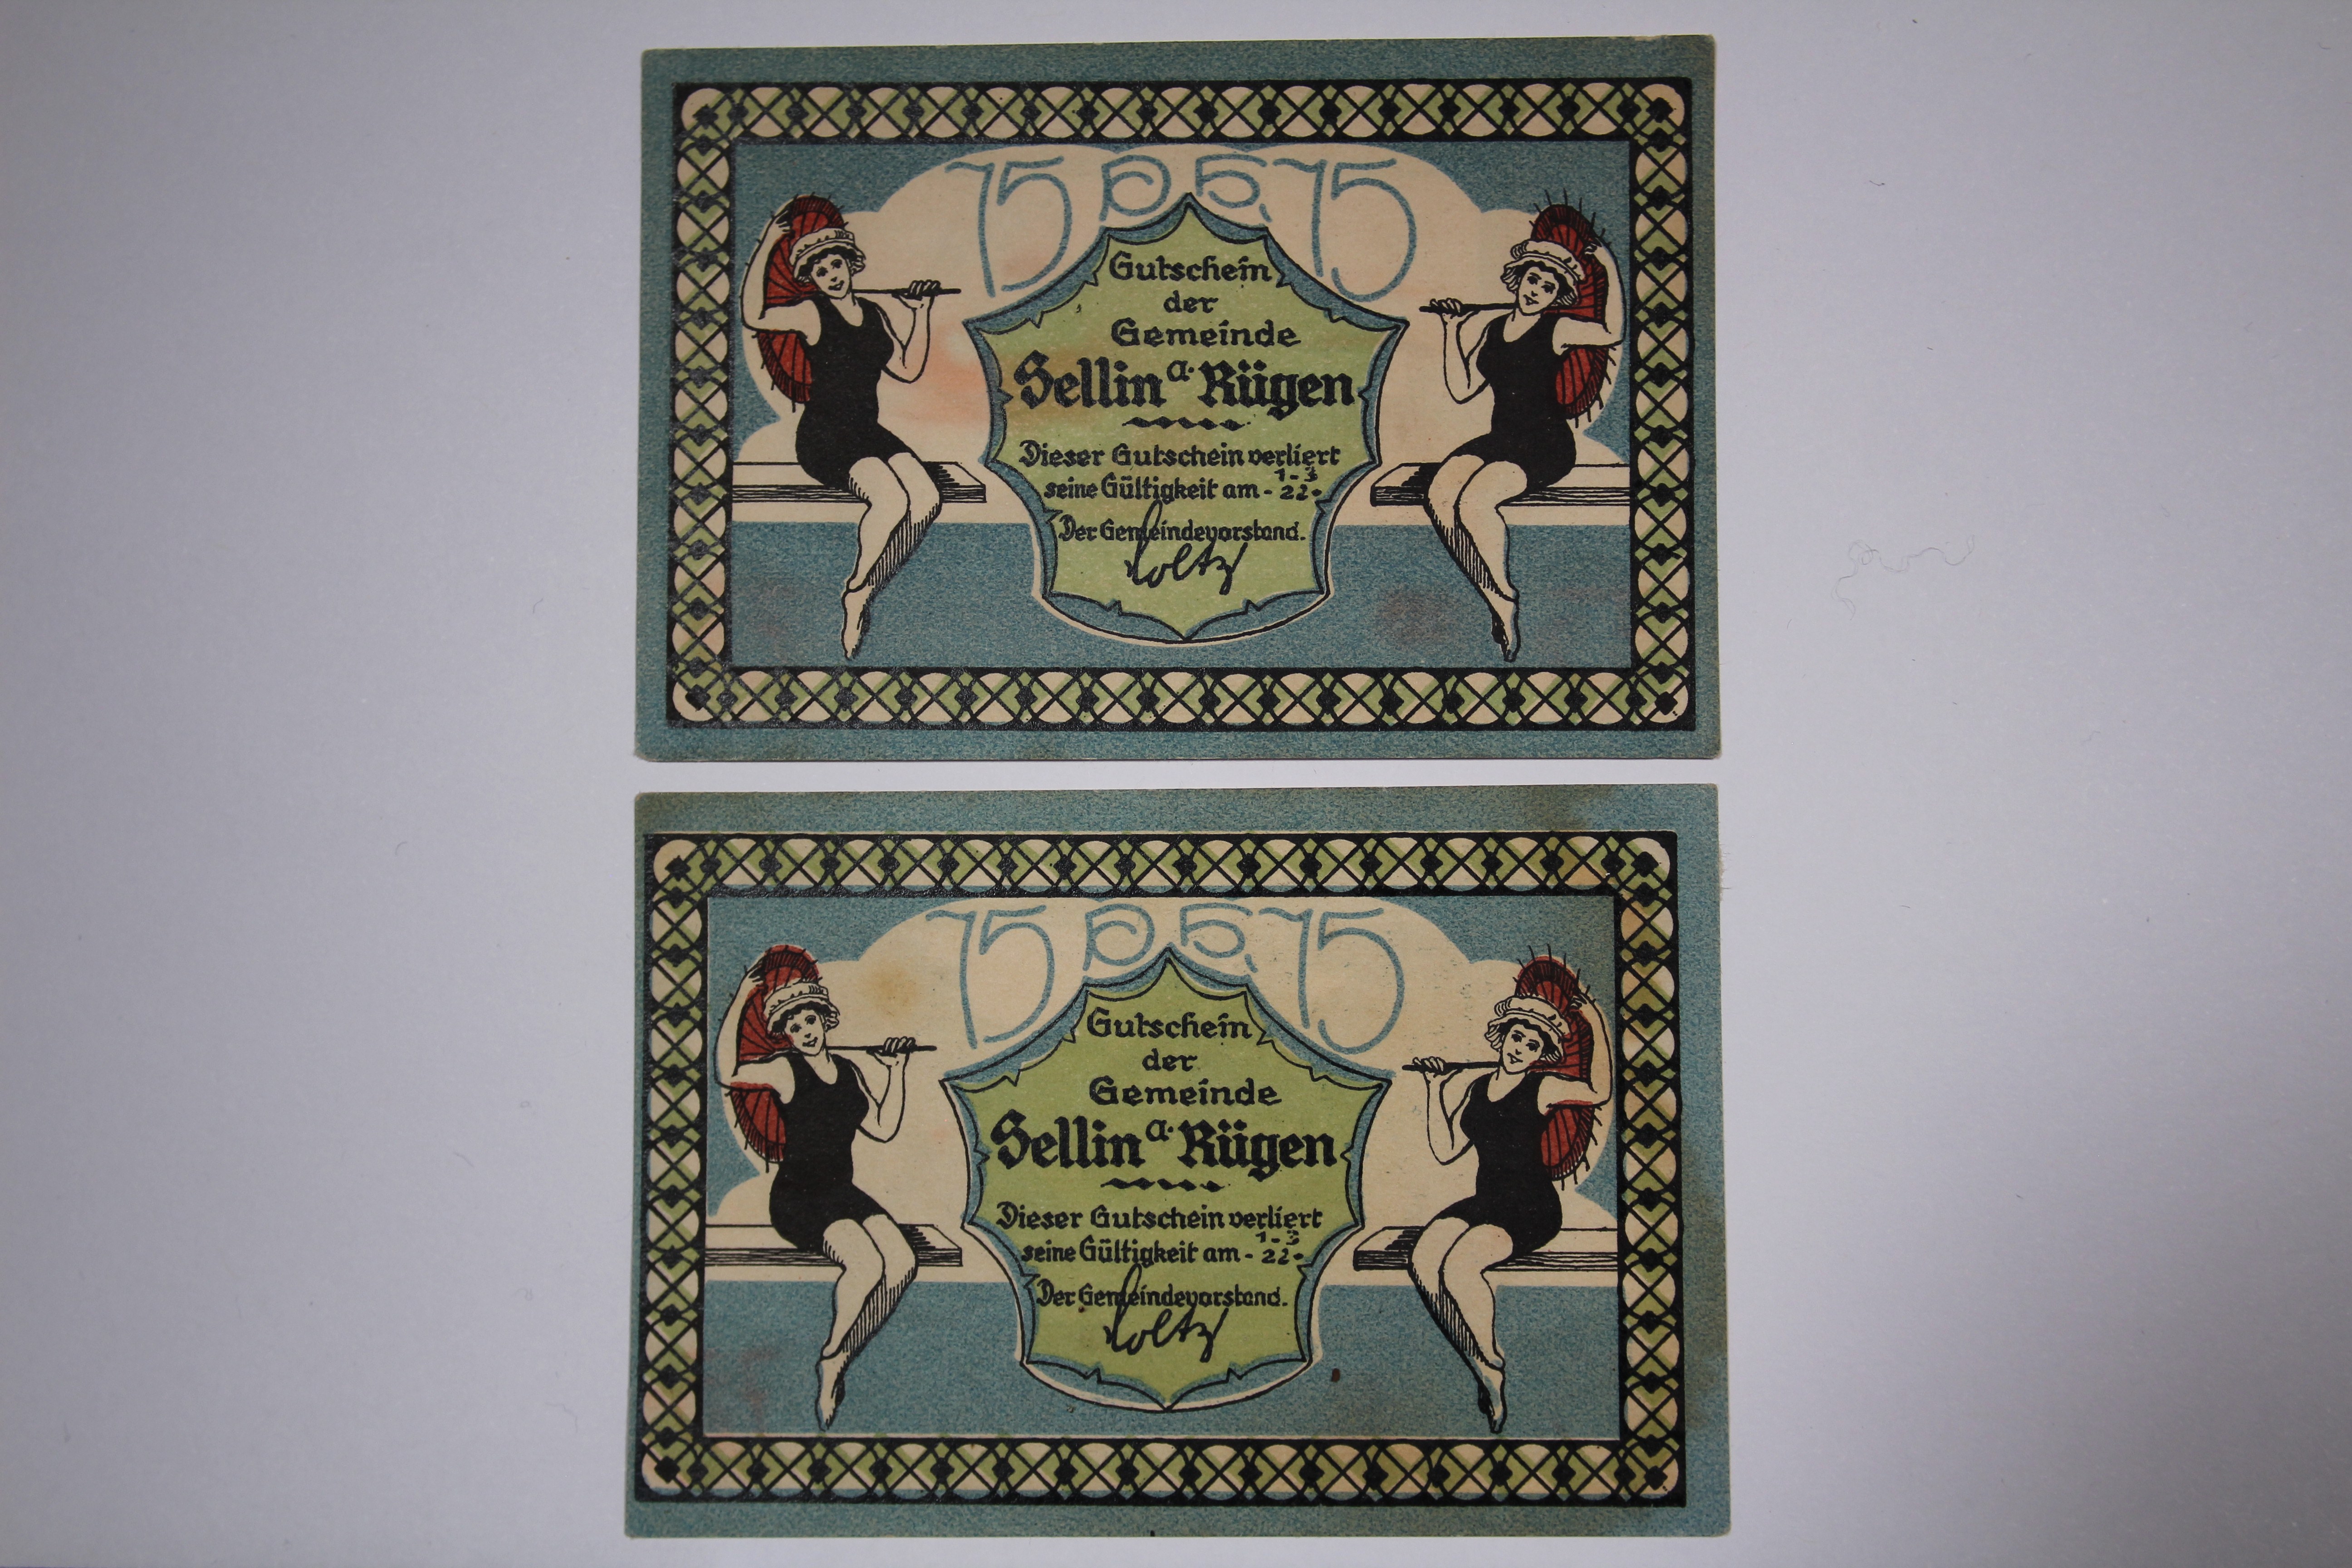 75 Pf. 75
Gutschein
der
Gemeinde
Sellin a. Rügen
Dieser Gutschein verliert
seine Gültigkeit am - 1-3 22.
Der Gemeindevorstand.
75 Pf. 75
Gutschein
der
Gemeinde
Sellin a. Rügen
Dieser Gutschein verliert
seine Gültigkeit am - 1-3 22.
Der Gemeindevorstand.